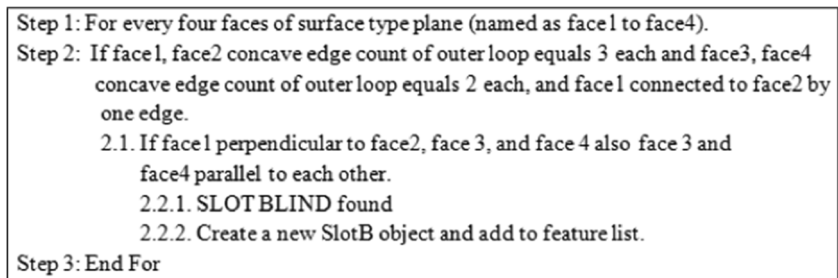 Step 1: For every four faces of surface type plane (named as face1 to face4).
Step 2: If face1, face2 concave edge count of outer loop equals 3 each and face3, face4
concave edge count of outer loop equals 2 each, and face1 connected to face2 by
one edge.
2.1. If face1 perpendicular to face2, face 3, and face 4 also face 3 and
face4 parallel to each other.
2.2.1. SLOT BLIND found
2.2.2. Create a new SlotB object and add to feature list.
Step 3: End For